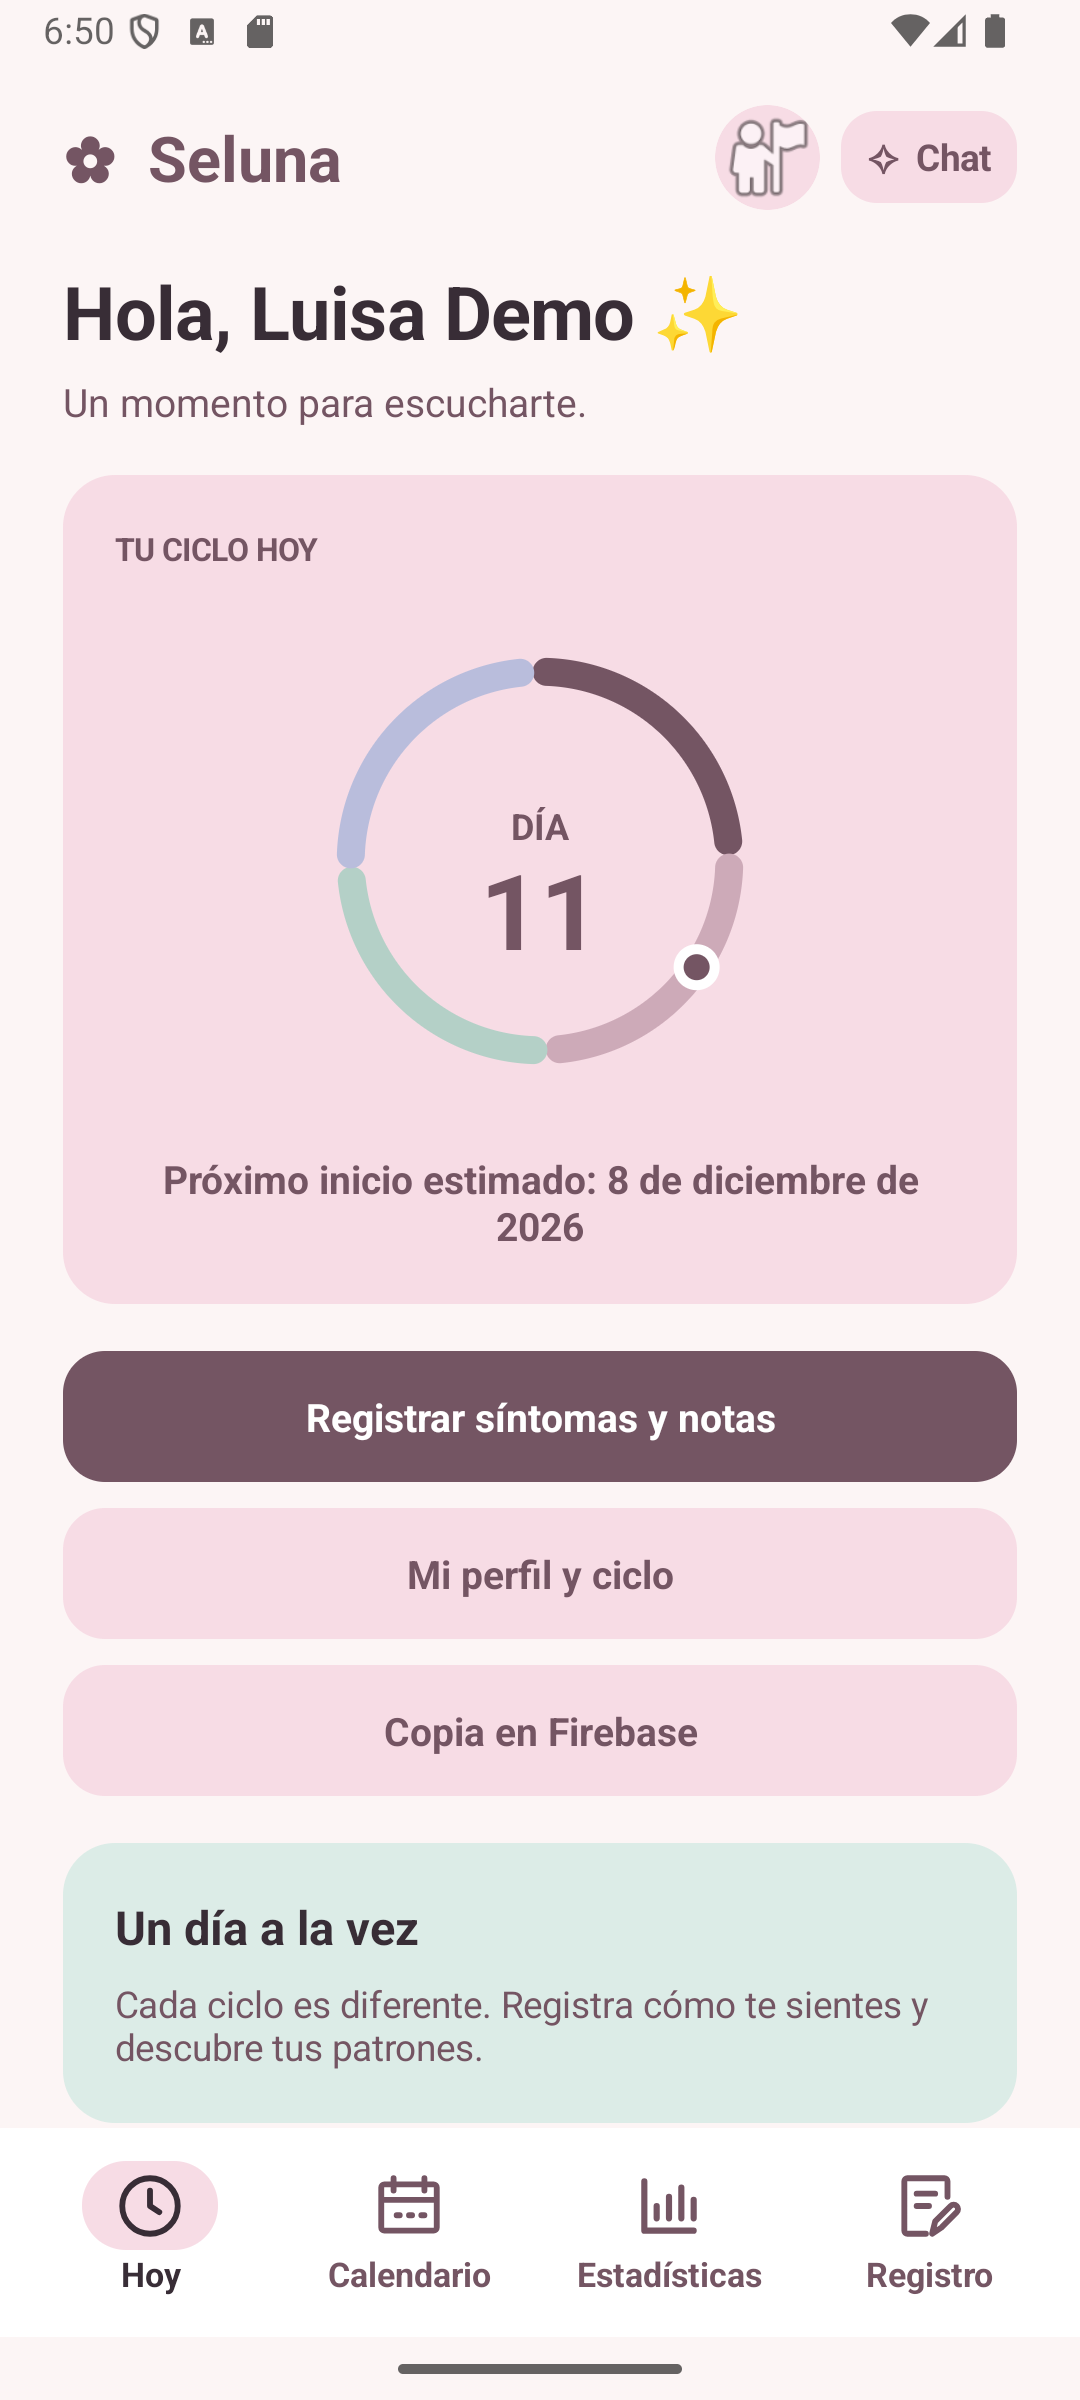 6:50
Seluna
Chat
Hola, Luisa Demo ✨
Un momento para escucharte.
TU CICLO HOY
DÍA
11
Próximo inicio estimado: 8 de diciembre de
2026
Registrar síntomas y notas
Mi perfil y ciclo
Copia en Firebase
Un día a la vez
Cada ciclo es diferente. Registra cómo te sientes y
descubre tus patrones.
Hoy
Calendario
Estadísticas
Registro